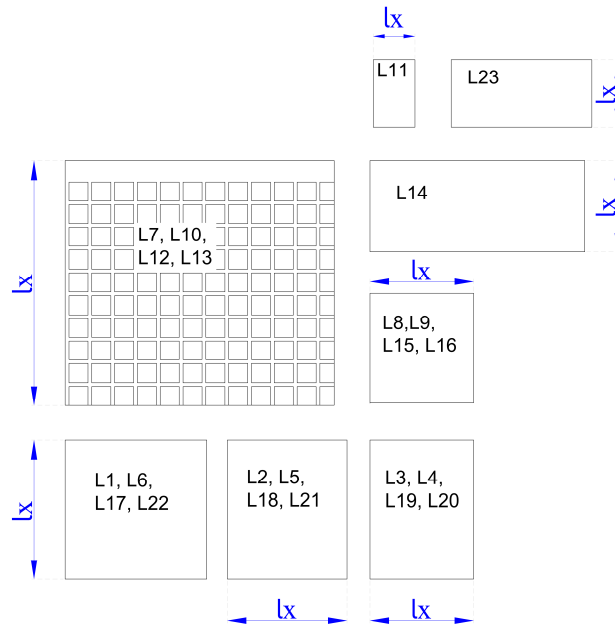 lx
L11
L23
lx
L14
lx
L7, L10,
L12, L13
lx
lx
L8,L9,
L15, L16
L1, L6,
L17, L22
lx
L2, L5,
L18, L21
L3, L4,
L19, L20
lx
lx